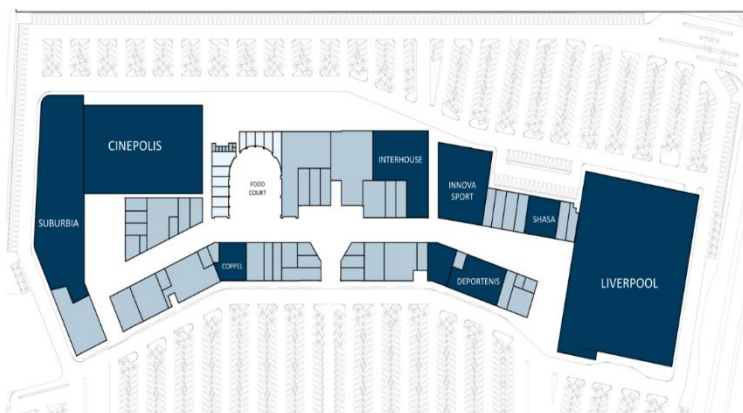 CINEPOLIS
SUBURBIA
FOOD
COURT
INTERHOUSE
INNOVA
SPORT
SHASA
COPPEL
DEPORTENIS
LIVERPOOL